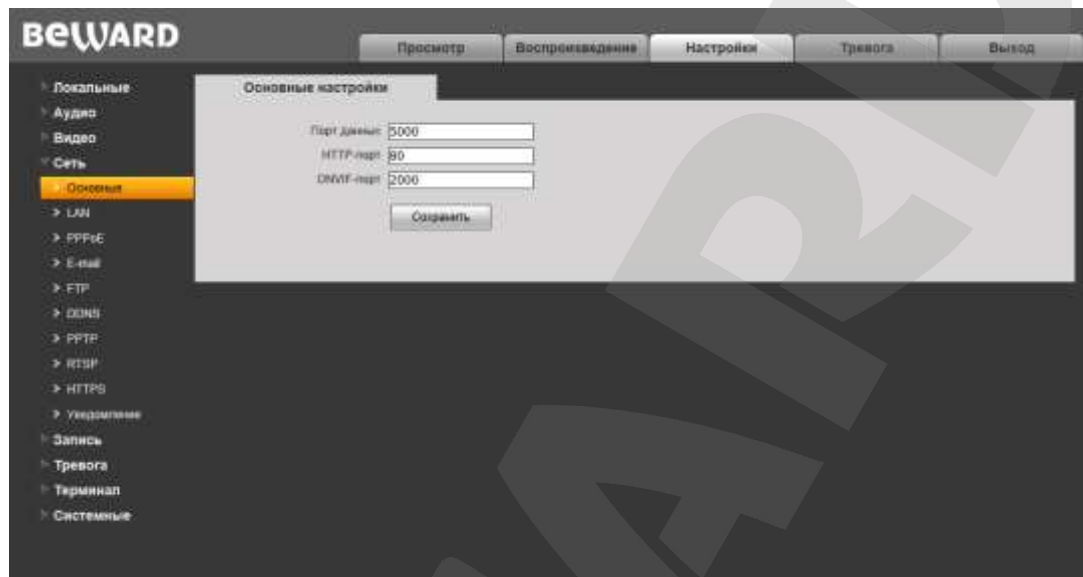 BEWARD
Просмотр
Воспроизведение
Настройки
Тревога
Выход
Локальные
Аудио
Видео
Сеть
Основные
LAN
PPPoE
E-mail
FTP
DDNS
PPTP
RTSP
HTTPS
Уведомление
Запись
Тревога
Терминал
Системные
Основные настройки
Порт данных 5000
HTTP-порт 80
ONVIF-порт 2000
Сохранить